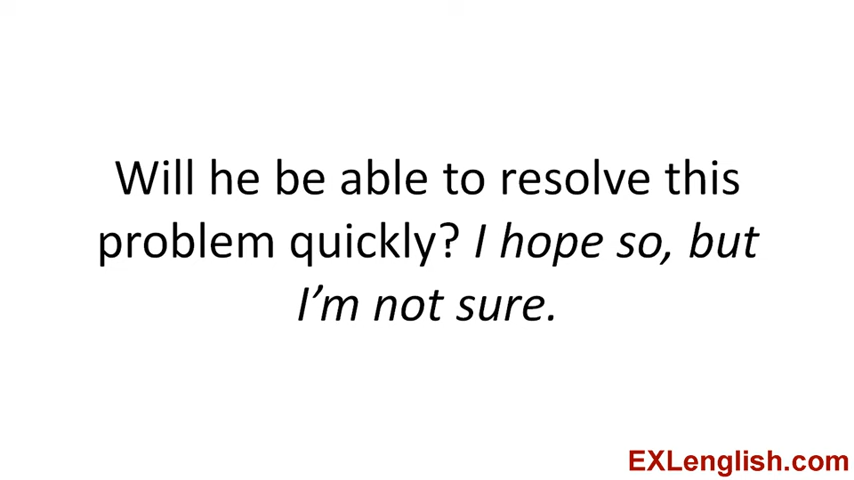 Will he be able to resolve this
problem quickly? I hope so, but
I’m not sure.
EXLenglish.com